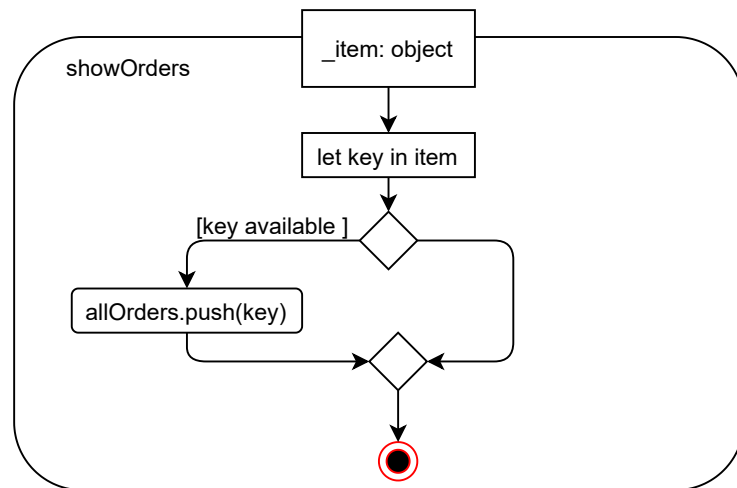 _item: object
showOrders
let key in item
[key available ]
allOrders.push(key)